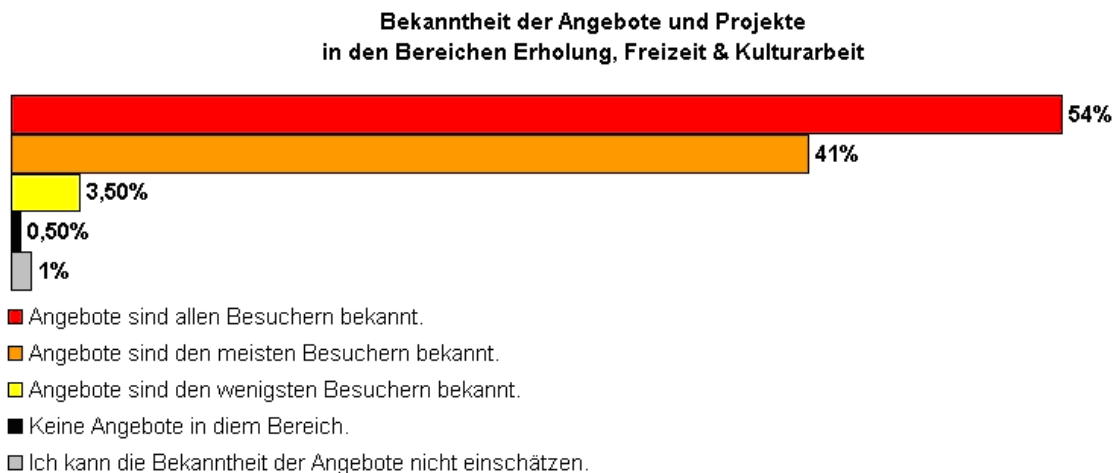 Bekanntheit der Angebote und Projekte
in den Bereichen Erholung, Freizeit & Kulturarbeit
54%
41%
3,50%
0,50%
1%
Angebote sind allen Besuchern bekannt.
Angebote sind den meisten Besuchern bekannt.
Angebote sind den wenigsten Besuchern bekannt.
Keine Angebote in diem Bereich.
Ich kann die Bekanntheit der Angebote nicht einschätzen.